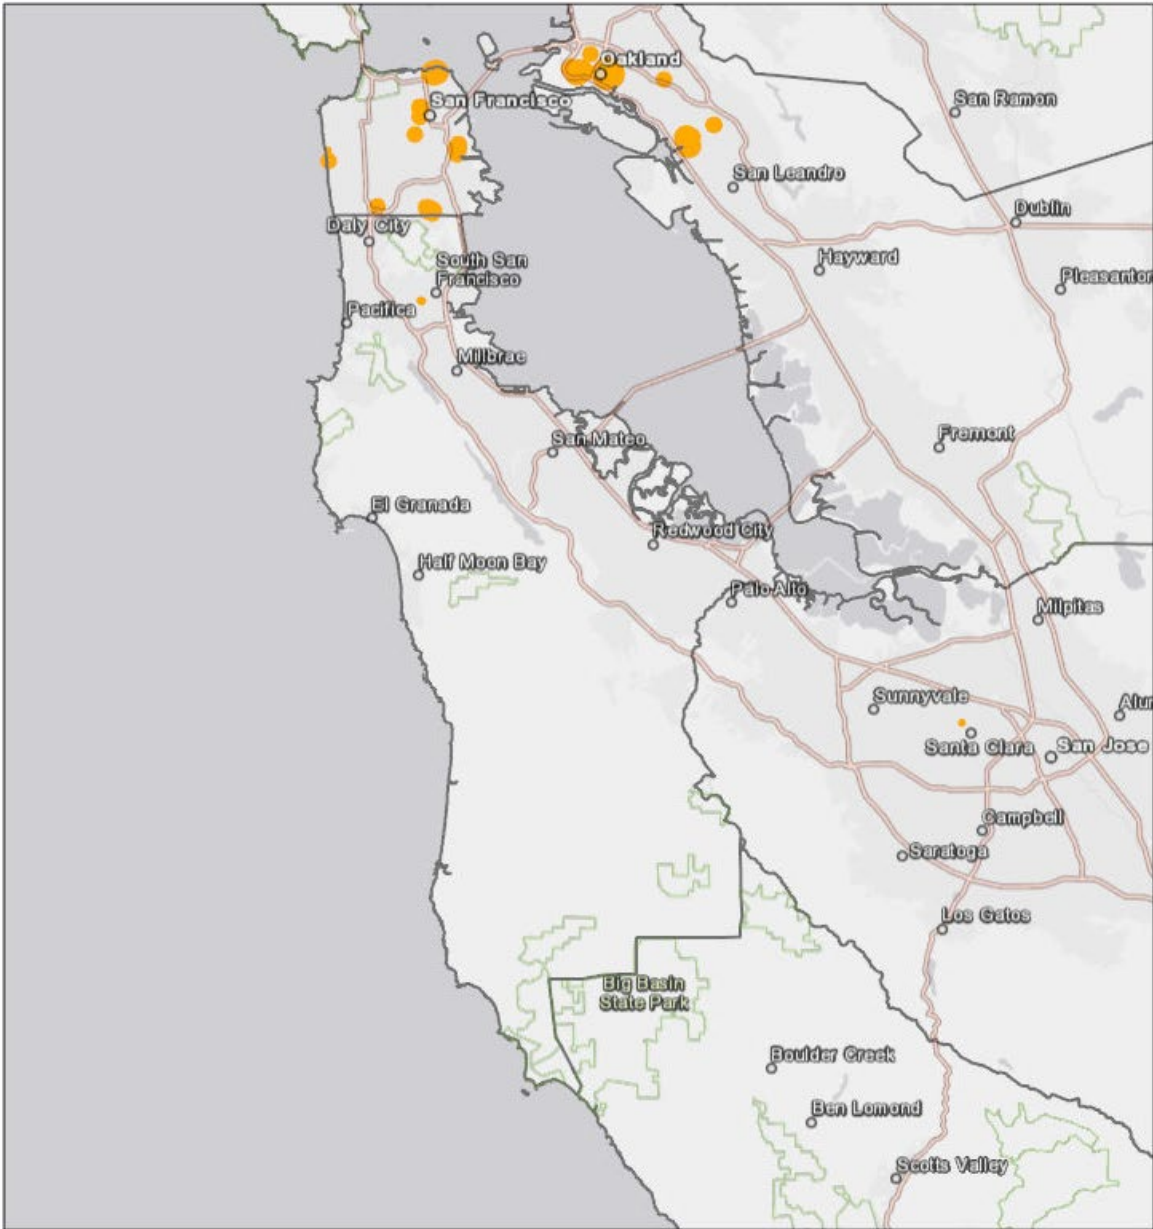 Oakland
San Francisco
San Ramon
San Leandro
Dublin
Daly City
South San
Francisco
Hayward
Pleasanton
Pacifica
Millbrae
San Mateo
Fremont
El Granada
Redwood City
Half Moon Bay
Palo Alto
Milpitas
Sunnyvale
Alum
Santa Clara
San Jose
Campbell
Saratoga
Los Gatos
Big Basin
State Park
Boulder Creek
Ben Lomond
Scotts Valley